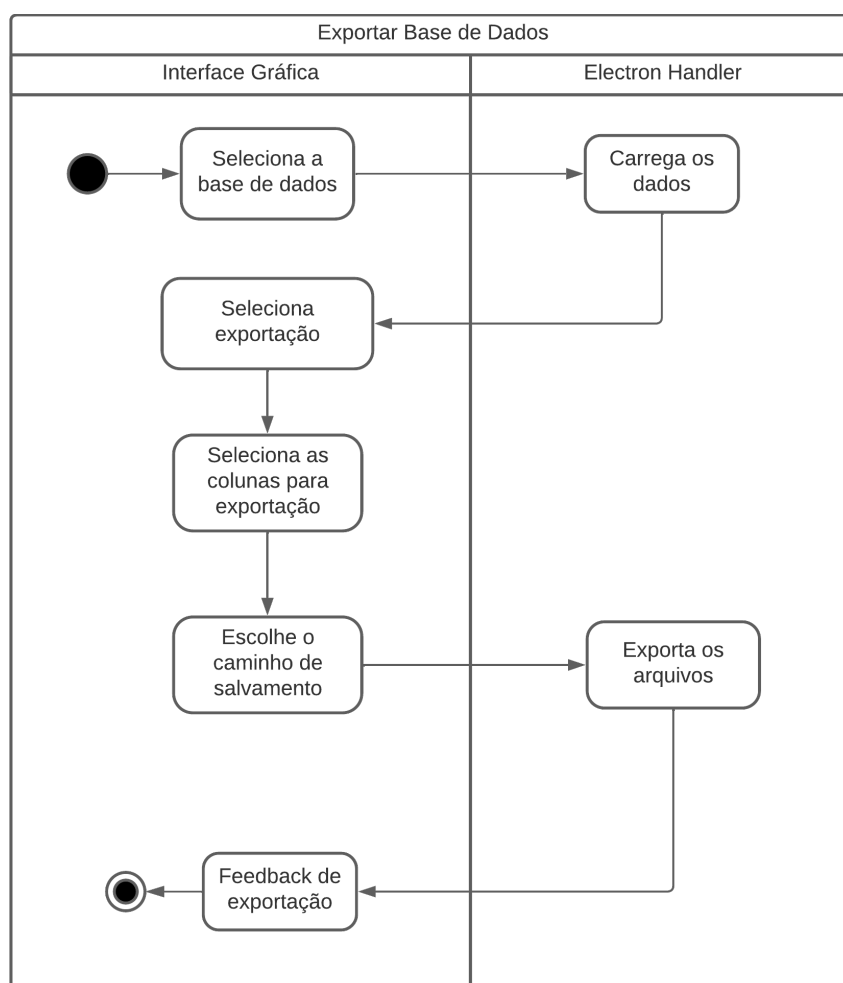 Exportar Base de Dados
Interface Gráfica
Electron Handler
Seleciona a
base de dados
Carrega os
dados
Seleciona
exportação
Seleciona as
colunas para
exportação
Escolhe o
caminho de
salvamento
Exporta os
arquivos
Feedback de
exportação